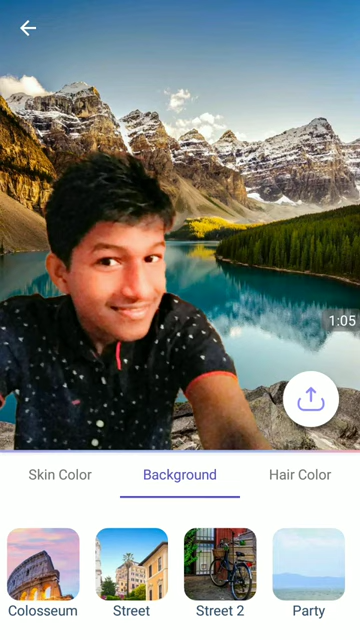 1:05
Skin Color
Background
Hair Color
Colosseum
Street
Street 2
Party